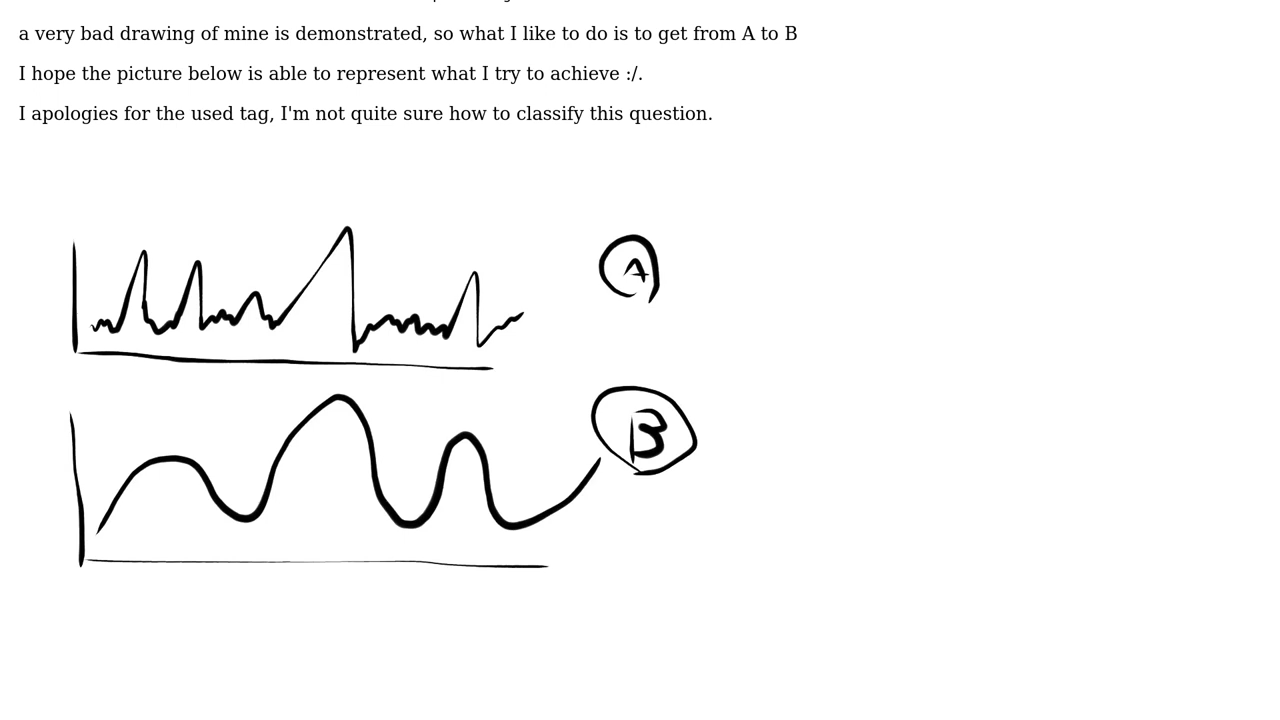 a very bad drawing of mine is demonstrated, so what I like to do is to get from A to B
I hope the picture below is able to represent what I try to achieve :/.
I apologies for the used tag, I'm not quite sure how to classify this question.
A
B